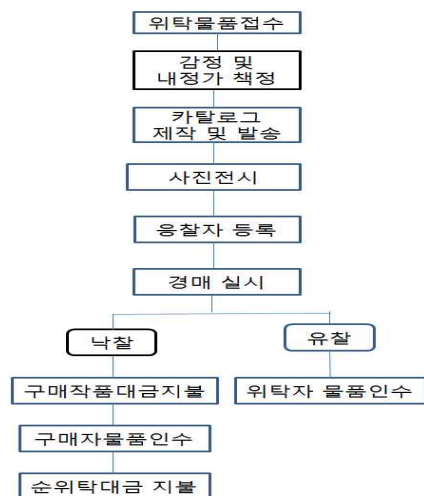 위탁물품접수
감정 및
내정가 책정
카탈로그
제작 및 발송
사진전시
응찰자 등록
경매 실시
낙찰
유찰
구매작품대금지불
위탁자 물품인수
구매자물품인수
순위탁대금 지불